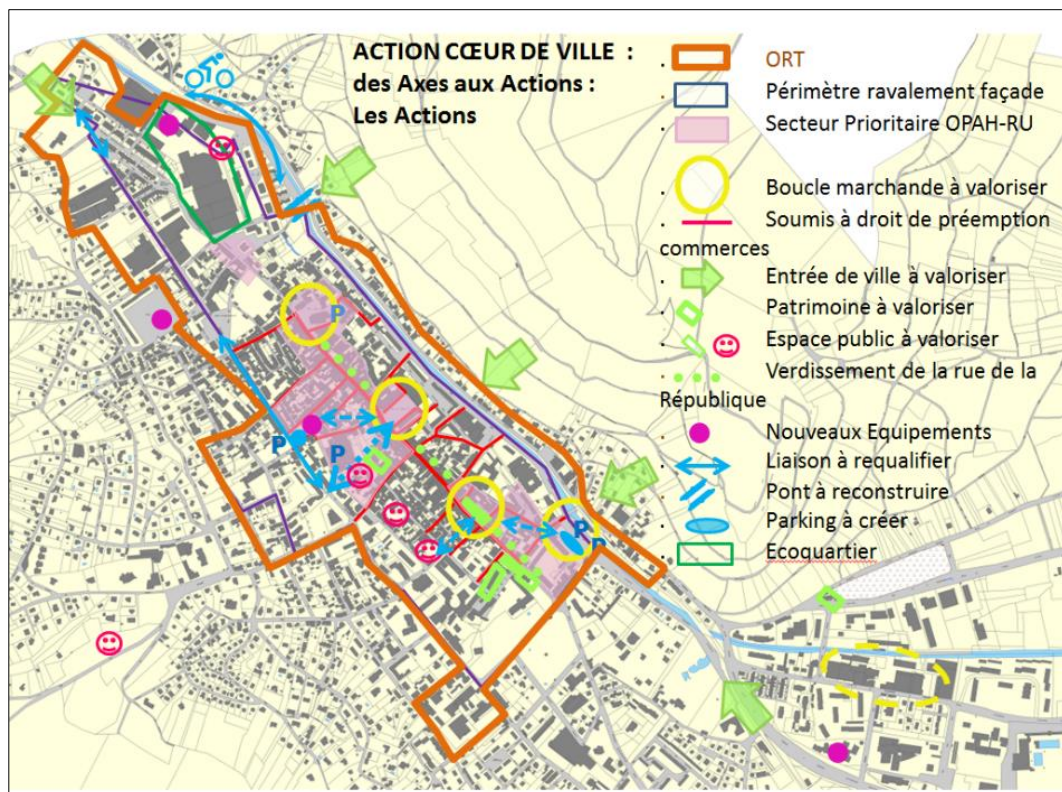 ACTION CŒUR DE VILLE :
des Axes aux Actions :
Les Actions
. ORT
Périmètre ravalement façade
. Secteur Prioritaire OPAH-RU
. Boucle marchande à valoriser
. Soumis à droit de préemption
commerces
. Entrée de ville à valoriser
. Patrimoine à valoriser
. Espace public à valoriser
. Verdissement de la rue de la
République
. Nouveaux Equipements
. Liaison à requalifier
. Pont à reconstruire
. Parking à créer
. Ecoquartier
P
P
P
P
P